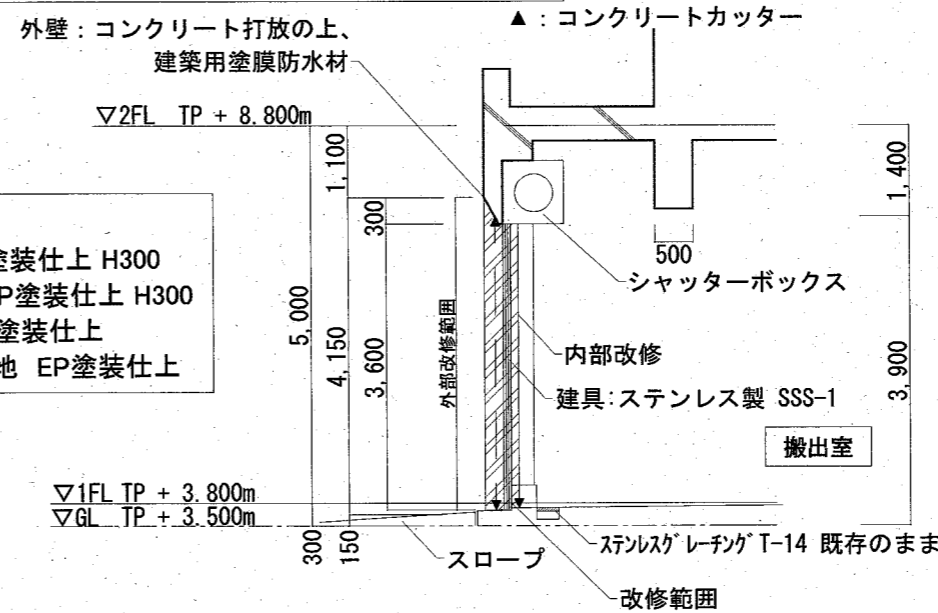 外壁：コンクリート打放の上、
建築用塗膜防水材
▲：コンクリートカッター
▽2FL TP + 8.800m
1,100
1,400
300
塗装仕上 H300
P塗装仕上 H300
塗装仕上
地 EP塗装仕上
500
シャッターボックス
5,000
4,150
3,600
外部改修範囲
内部改修
建具：ステンレス製 SSS-1
3,900
搬出室
▽1FL TP + 3.800m
▽GL TP + 3.500m
300
150
スロープ
ステンレスグレーチング T-14 既存のまま
改修範囲